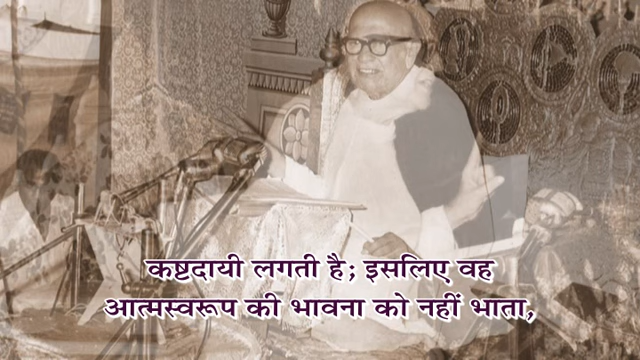 कष्टदायी लगती है; इसलिए वह
आत्मस्वरूप की भावना को नहीं भाता,